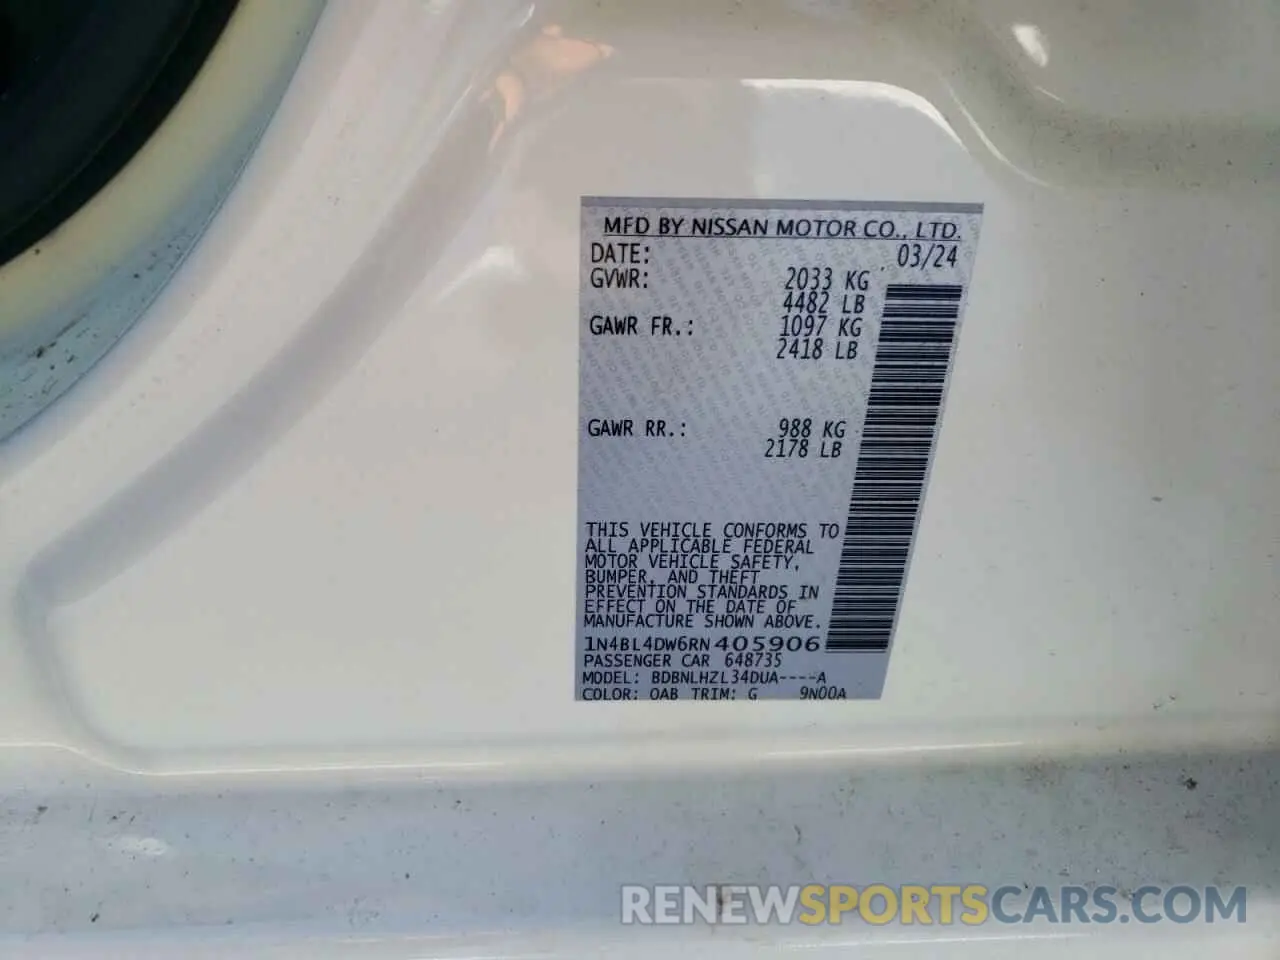 MFD BY NISSAN MOTOR CO., LTD.
DATE: 03/24
GVWR: 2033 KG
4482 LB
GAWR FR.: 1097 KG
2418 LB
GAWR RR.: 988 KG
2178 LB
THIS VEHICLE CONFORMS TO
ALL APPLICABLE FEDERAL
MOTOR VEHICLE SAFETY,
BUMPER, AND THEFT
PREVENTION STANDARDS IN
EFFECT ON THE DATE OF
MANUFACTURE SHOWN ABOVE.
1N4BL4DW6RN405906
PASSENGER CAR 648735
MODEL: BDBNLHZL34DUA----A
COLOR: QAB TRIM: G 9N00A
RENEWSPORTSCARS.COM